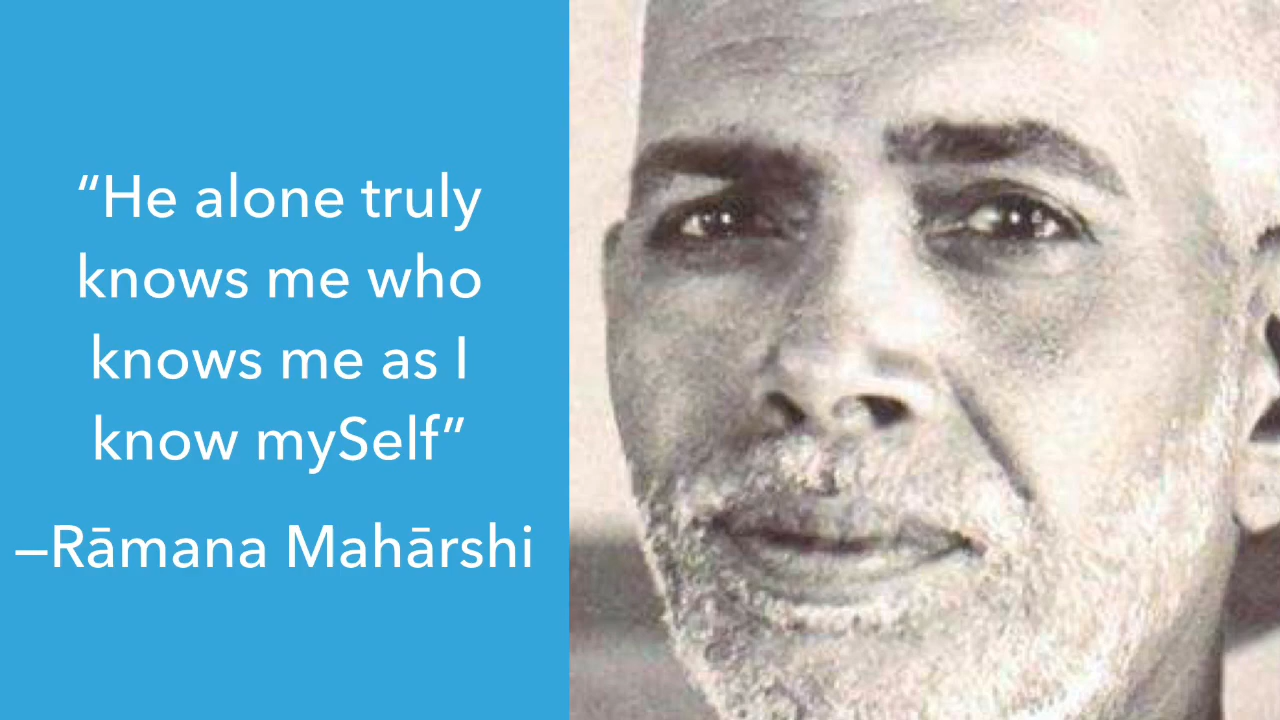 “He alone truly
knows me who
knows me as I
know mySelf”
–Rāmana Mahārshi